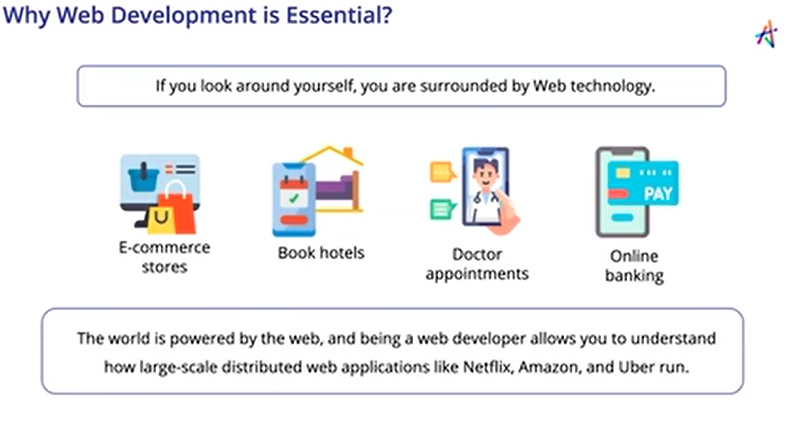 Why Web Development is Essential?
If you look around yourself, you are surrounded by Web technology.
PAY
E-commerce
stores
Book hotels
Doctor
appointments
Online
banking
The world is powered by the web, and being a web developer allows you to understand
how large-scale distributed web applications like Netflix, Amazon, and Uber run.